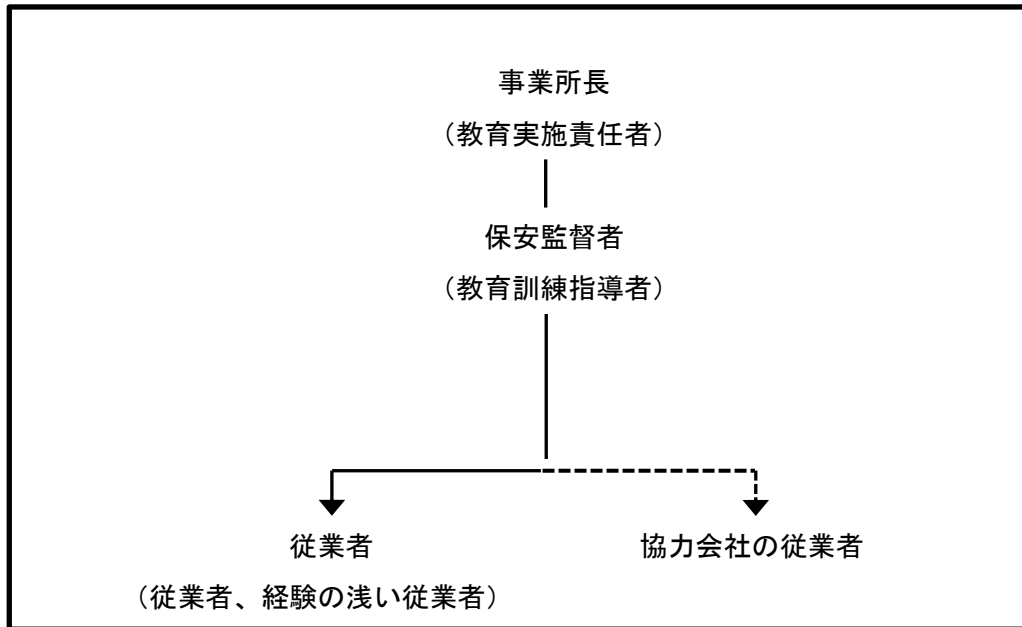 事業所長
（教育実施責任者）
保安監督者
（教育訓練指導者）
従業者
協力会社の従業者
（従業者、経験の浅い従業者）